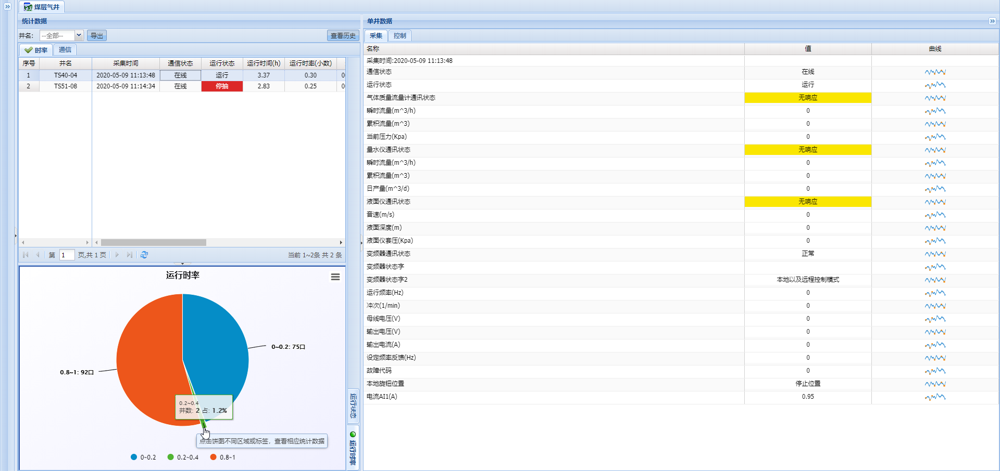 煤层气井
统计数据
井名: --全部-- 导出 查看历史
时率 通信
序号 井名 采集时间 通信状态 运行状态 运行时间(h) 运行时率(小数)
1 TS40-04 2020-05-09 11:13:48 在线 运行 3.37 0.30
2 TS51-08 2020-05-09 11:14:34 在线 停抽 2.83 0.25
第 1 页,共 1 页 当前 1~2条 共 2 条
运行时率
0~0.2: 75口
0.8~1: 92口
0.2~0.4
井数: 2 占: 1.2%
点击饼图不同区域或标签，查看相应统计数据
0~0.2 0.2~0.4 0.8~1
运行状态
运行时率
单井数据
采集 控制
名称 值 曲线
采集时间:2020-05-09 11:13:48
通信状态 在线
运行状态 运行
气体质量流量计通讯状态 无响应
瞬时流量(m^3/h) 0
累积流量(m^3) 0
当前压力(Kpa) 0
量水仪通讯状态 无响应
瞬时流量(m^3/h) 0
累积流量(m^3) 0
日产量(m^3/d) 0
液面仪通讯状态 无响应
音速(m/s) 0
液面深度(m) 0
液面仪套压(Kpa) 0
变频器通讯状态 正常
变频器状态字
变频器状态字2 本地以及远程控制模式
运行频率(Hz) 0
冲次(1/min) 0
母线电压(V) 0
输出电压(V) 0
输出电流(A) 0
设定频率反馈(Hz) 0
故障代码 0
本地旋钮位置 停止位置
电流AI1(A) 0.95